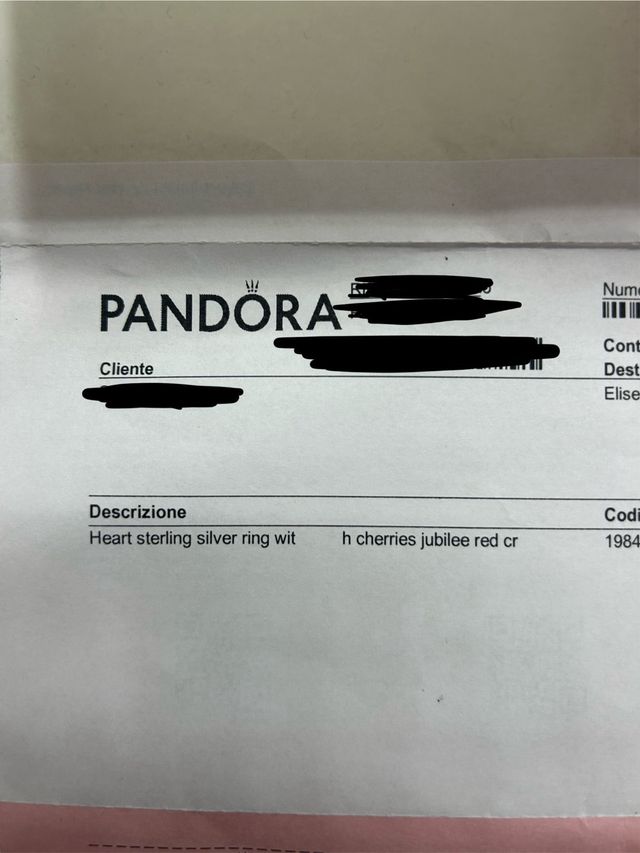 PANDORA
Nume
Cont
Cliente
Dest
Elise
Descrizione Codi
Heart sterling silver ring wit h cherries jubilee red cr 1984